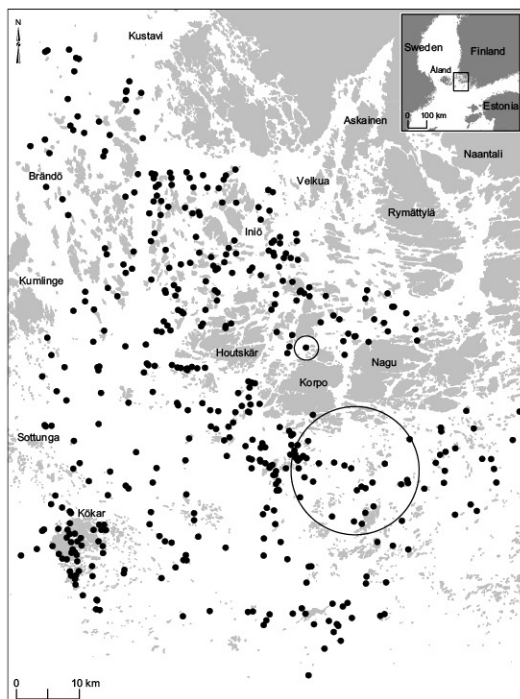 N
Kustavi
Sweden
Finland
Åland
Estonia
0 100 km
Askainen
Naantali
Brändö
Velkua
Rymättylä
Iniö
Kumlinge
Houtskär
Nagu
Korpo
Sottunga
Kökar
0 10 km